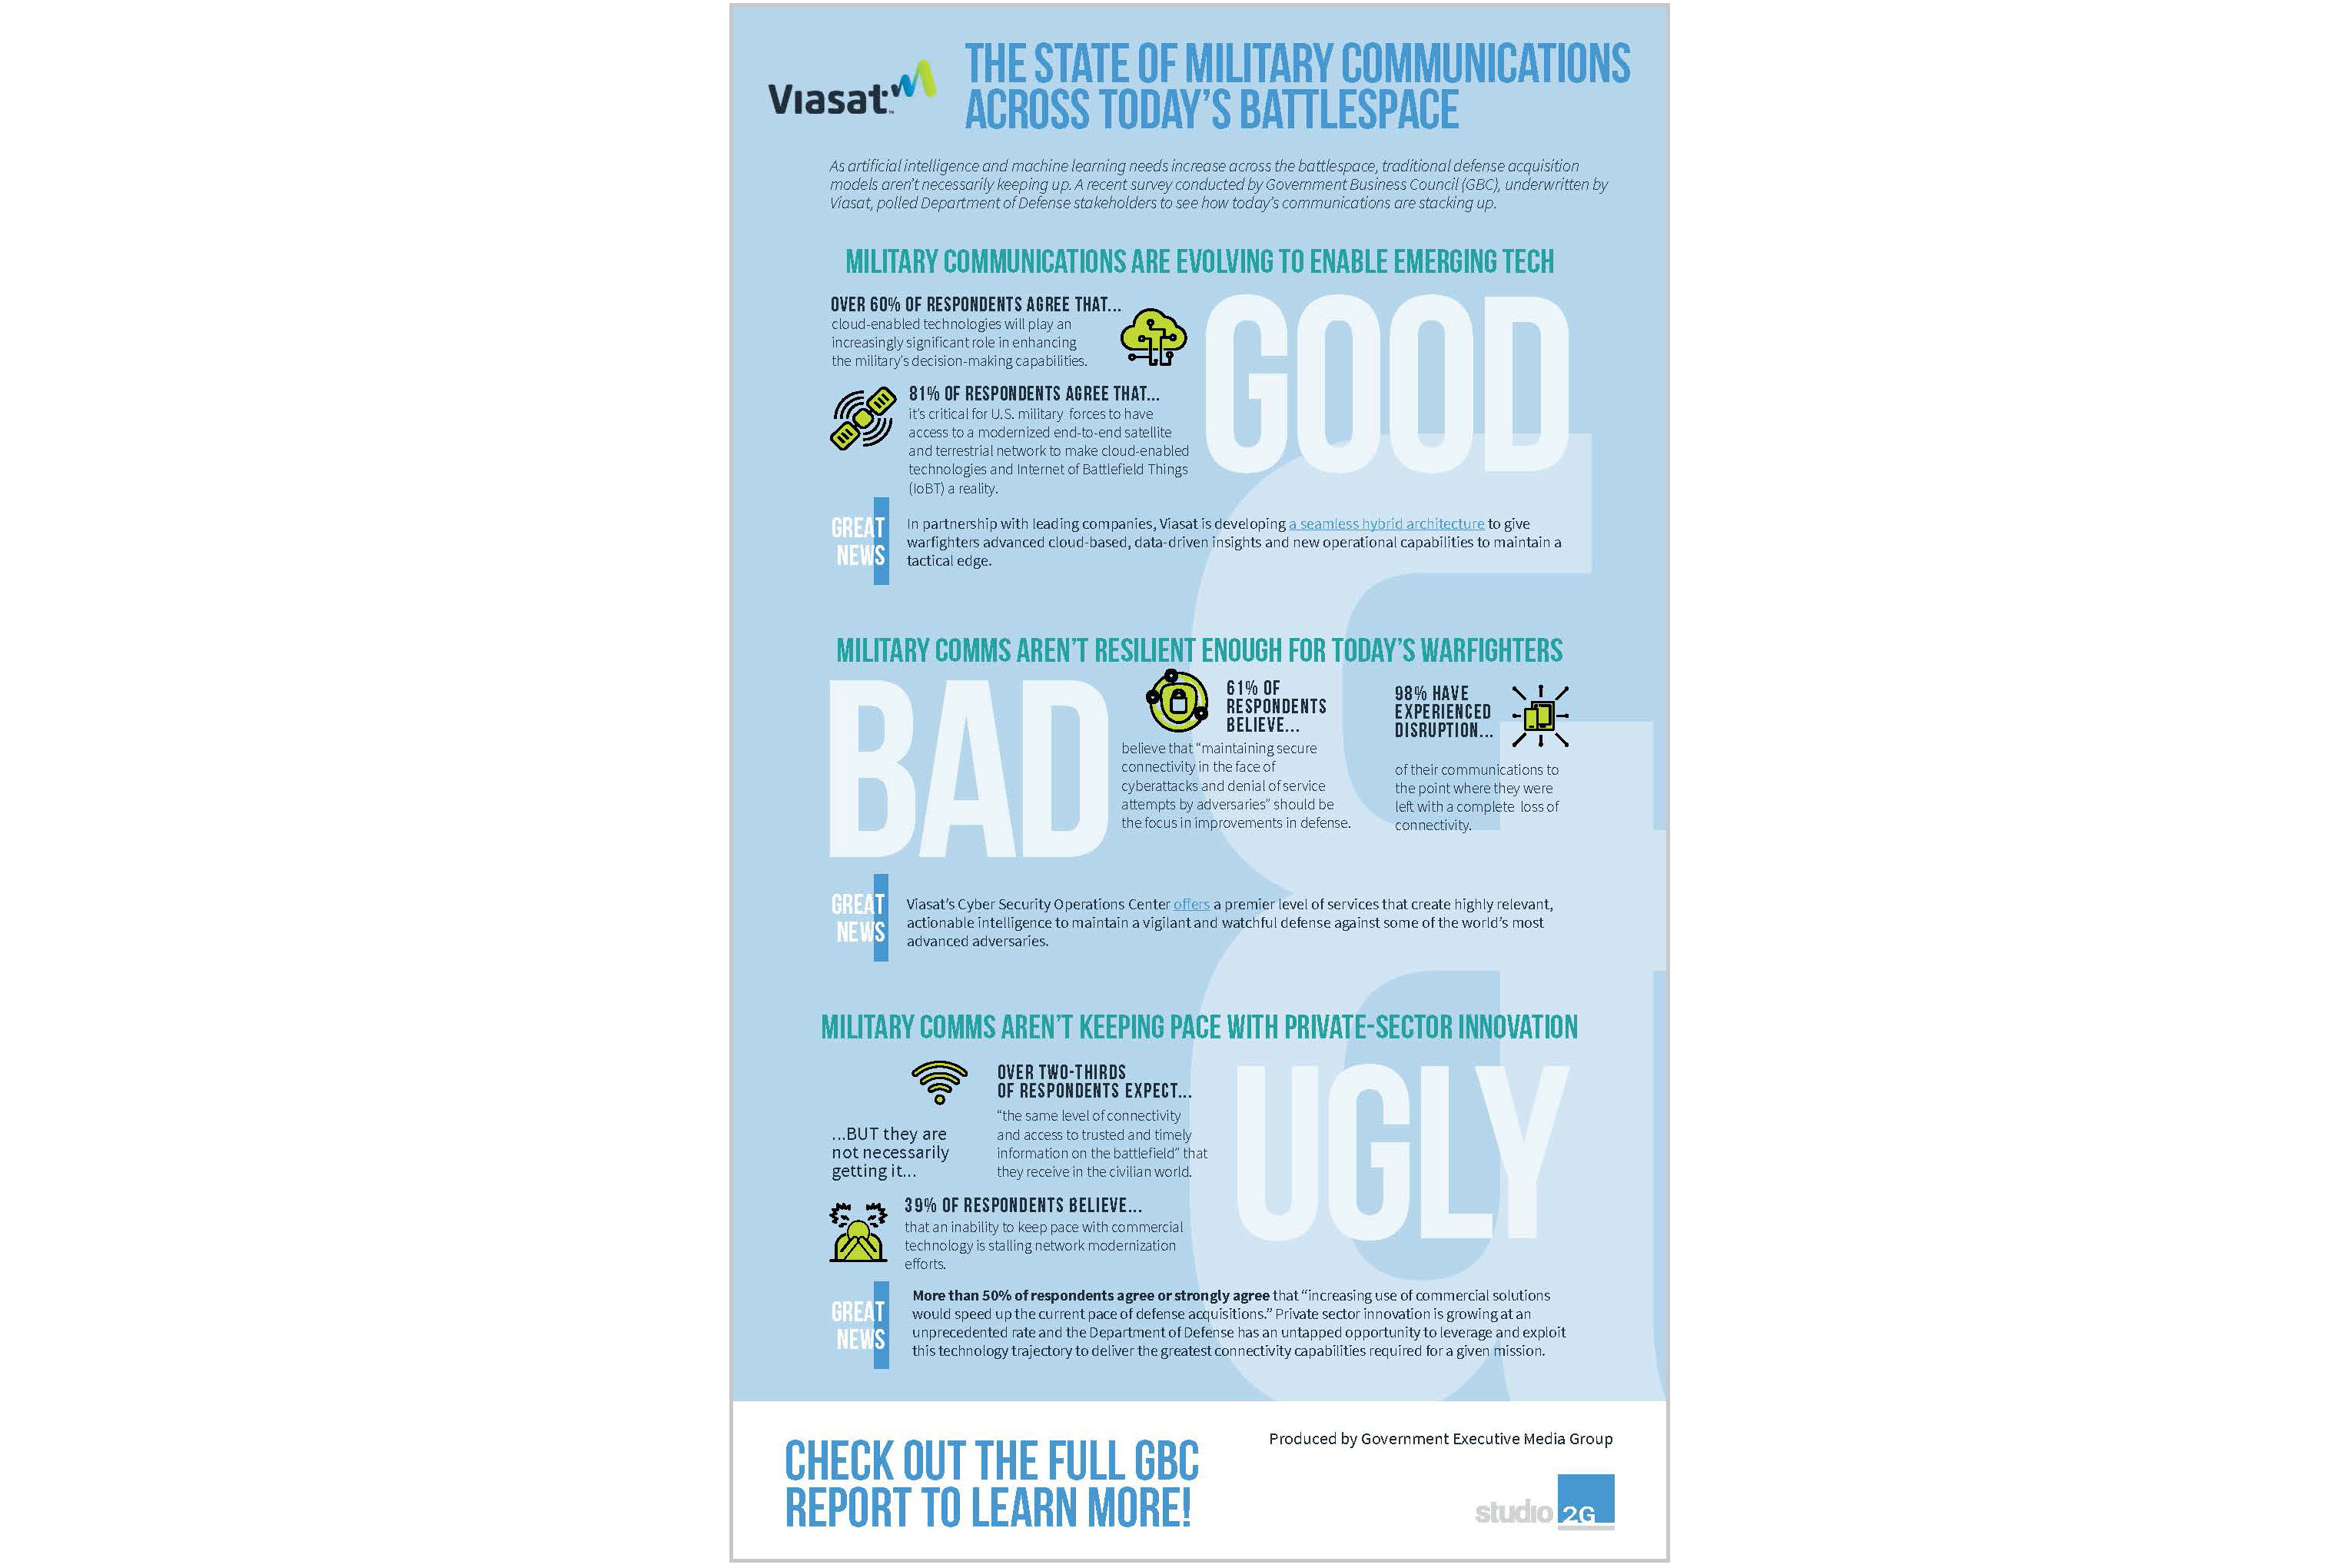 Viasat™
THE STATE OF MILITARY COMMUNICATIONS
ACROSS TODAY'S BATTLESPACE
As artificial intelligence and machine learning needs increase across the battlespace, traditional defense acquisition
models aren't necessarily keeping up. A recent survey conducted by Government Business Council (GBC), underwritten by
Viasat, polled Department of Defense stakeholders to see how today's communications are stacking up.
MILITARY COMMUNICATIONS ARE EVOLVING TO ENABLE EMERGING TECH
OVER 60% OF RESPONDENTS AGREE THAT...
cloud-enabled technologies will play an
increasingly significant role in enhancing
the military's decision-making capabilities.
GOOD
81% OF RESPONDENTS AGREE THAT...
it's critical for U.S. military forces to have
access to a modernized end-to-end satellite
and terrestrial network to make cloud-enabled
technologies and Internet of Battlefield Things
(IoBT) a reality.
GREAT
NEWS
In partnership with leading companies, Viasat is developing a seamless hybrid architecture to give
warfighters advanced cloud-based, data-driven insights and new operational capabilities to maintain a
tactical edge.
&
MILITARY COMMS AREN'T RESILIENT ENOUGH FOR TODAY'S WARFIGHTERS
BAD
61% OF
RESPONDENTS
BELIEVE...
believe that "maintaining secure
connectivity in the face of
cyberattacks and denial of service
attempts by adversaries" should be
the focus in improvements in defense.
98% HAVE
EXPERIENCED
DISRUPTION...
of their communications to
the point where they were
left with a complete loss of
connectivity.
GREAT
NEWS
Viasat's Cyber Security Operations Center offers a premier level of services that create highly relevant,
actionable intelligence to maintain a vigilant and watchful defense against some of the world's most
advanced adversaries.
MILITARY COMMS AREN'T KEEPING PACE WITH PRIVATE-SECTOR INNOVATION
OVER TWO-THIRDS
OF RESPONDENTS EXPECT...
"the same level of connectivity
and access to trusted and timely
information on the battlefield" that
they receive in the civilian world.
...BUT they are
not necessarily
getting it...
UGLY
39% OF RESPONDENTS BELIEVE...
that an inability to keep pace with commercial
technology is stalling network modernization
efforts.
GREAT
NEWS
More than 50% of respondents agree or strongly agree that "increasing use of commercial solutions
would speed up the current pace of defense acquisitions." Private sector innovation is growing at an
unprecedented rate and the Department of Defense has an untapped opportunity to leverage and exploit
this technology trajectory to deliver the greatest connectivity capabilities required for a given mission.
CHECK OUT THE FULL GBC
REPORT TO LEARN MORE!
Produced by Government Executive Media Group
studio 2G